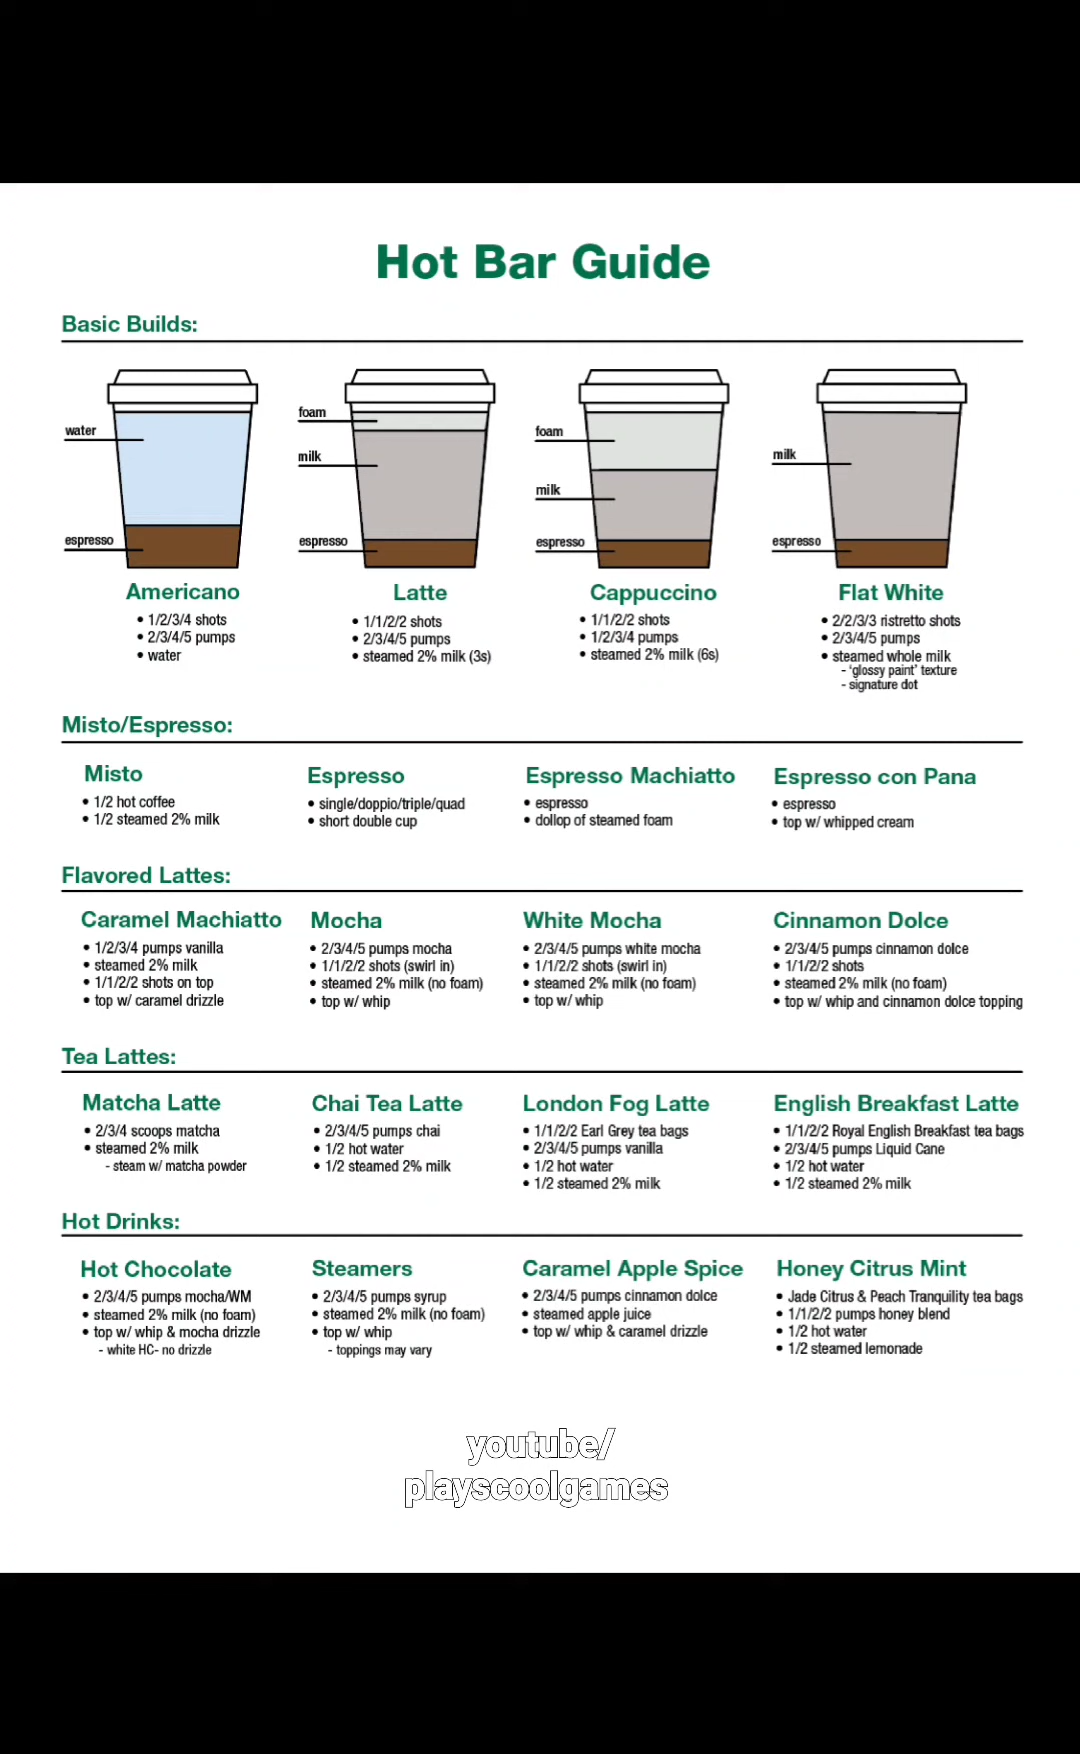 Hot Bar Guide
Basic Builds:
water
espresso
foam
milk
espresso
foam
milk
espresso
milk
espresso
Americano
• 1/2/3/4 shots
• 2/3/4/5 pumps
• water
Latte
• 1/1/2/2 shots
• 2/3/4/5 pumps
• steamed 2% milk (3s)
Cappuccino
• 1/1/2/2 shots
• 1/2/3/4 pumps
• steamed 2% milk (6s)
Flat White
• 2/2/3/3 ristretto shots
• 2/3/4/5 pumps
• steamed whole milk
- 'glossy paint' texture
- signature dot
Misto/Espresso:
Misto
• 1/2 hot coffee
• 1/2 steamed 2% milk
Espresso
• single/doppio/triple/quad
• short double cup
Espresso Machiatto
• espresso
• dollop of steamed foam
Espresso con Pana
• espresso
• top w/ whipped cream
Flavored Lattes:
Caramel Machiatto
• 1/2/3/4 pumps vanilla
• steamed 2% milk
• 1/1/2/2 shots on top
• top w/ caramel drizzle
Mocha
• 2/3/4/5 pumps mocha
• 1/1/2/2 shots (swirl in)
• steamed 2% milk (no foam)
• top w/ whip
White Mocha
• 2/3/4/5 pumps white mocha
• 1/1/2/2 shots (swirl in)
• steamed 2% milk (no foam)
• top w/ whip
Cinnamon Dolce
• 2/3/4/5 pumps cinnamon dolce
• 1/1/2/2 shots
• steamed 2% milk (no foam)
• top w/ whip and cinnamon dolce topping
Tea Lattes:
Matcha Latte
• 2/3/4 scoops matcha
• steamed 2% milk
- steam w/ matcha powder
Chai Tea Latte
• 2/3/4/5 pumps chai
• 1/2 hot water
• 1/2 steamed 2% milk
London Fog Latte
• 1/1/2/2 Earl Grey tea bags
• 2/3/4/5 pumps vanilla
• 1/2 hot water
• 1/2 steamed 2% milk
English Breakfast Latte
• 1/1/2/2 Royal English Breakfast tea bags
• 2/3/4/5 pumps Liquid Cane
• 1/2 hot water
• 1/2 steamed 2% milk
Hot Drinks:
Hot Chocolate
• 2/3/4/5 pumps mocha/WM
• steamed 2% milk (no foam)
• top w/ whip & mocha drizzle
- white HC- no drizzle
Steamers
• 2/3/4/5 pumps syrup
• steamed 2% milk (no foam)
• top w/ whip
- toppings may vary
Caramel Apple Spice
• 2/3/4/5 pumps cinnamon dolce
• steamed apple juice
• top w/ whip & caramel drizzle
Honey Citrus Mint
• Jade Citrus & Peach Tranquility tea bags
• 1/1/2/2 pumps honey blend
• 1/2 hot water
• 1/2 steamed lemonade
youtube/
playscoolgames